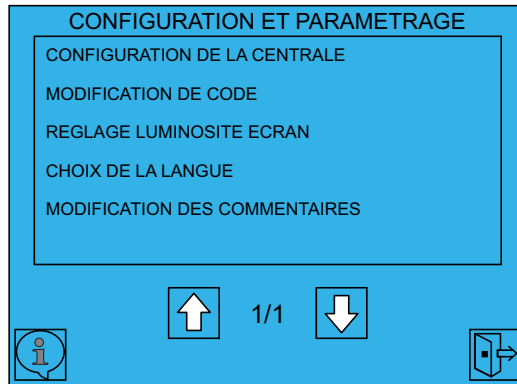 CONFIGURATION ET PARAMETRAGE
CONFIGURATION DE LA CENTRALE
MODIFICATION DE CODE
REGLAGE LUMINOSITE ECRAN
CHOIX DE LA LANGUE
MODIFICATION DES COMMENTAIRES
1/1
i